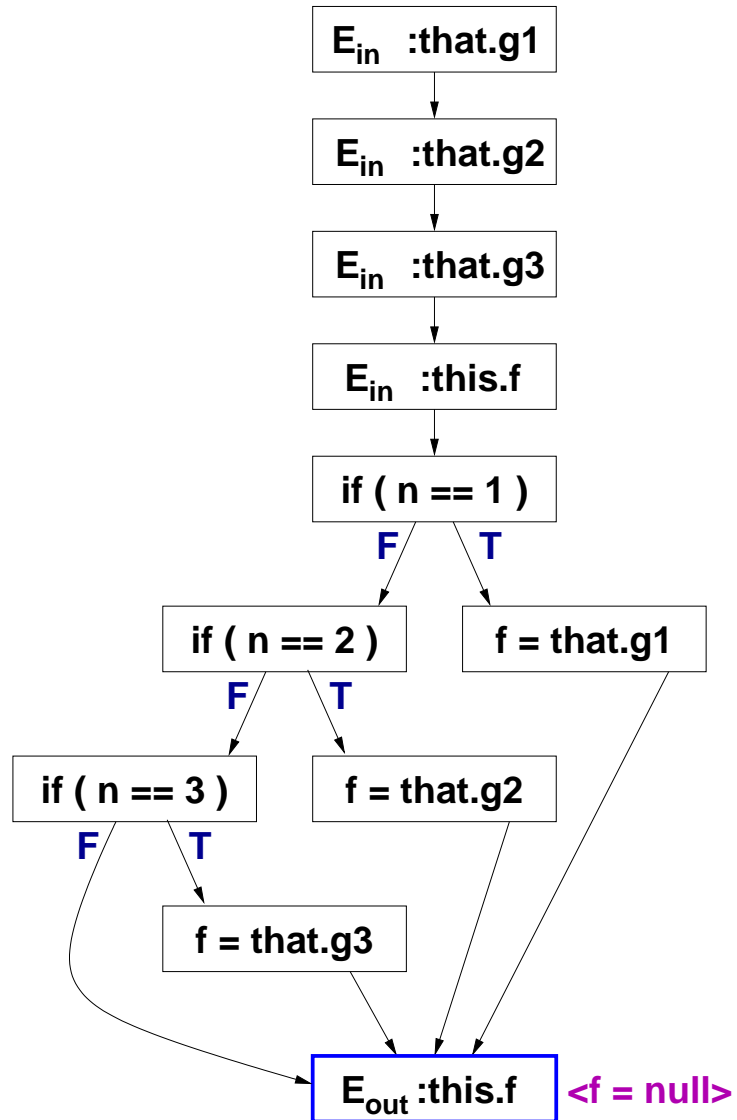 E_in :that.g1
E_in :that.g2
E_in :that.g3
E_in :this.f
if ( n == 1 )
F T
if ( n == 2 ) f = that.g1
F T
if ( n == 3 ) f = that.g2
F T
f = that.g3
E_out :this.f <f = null>